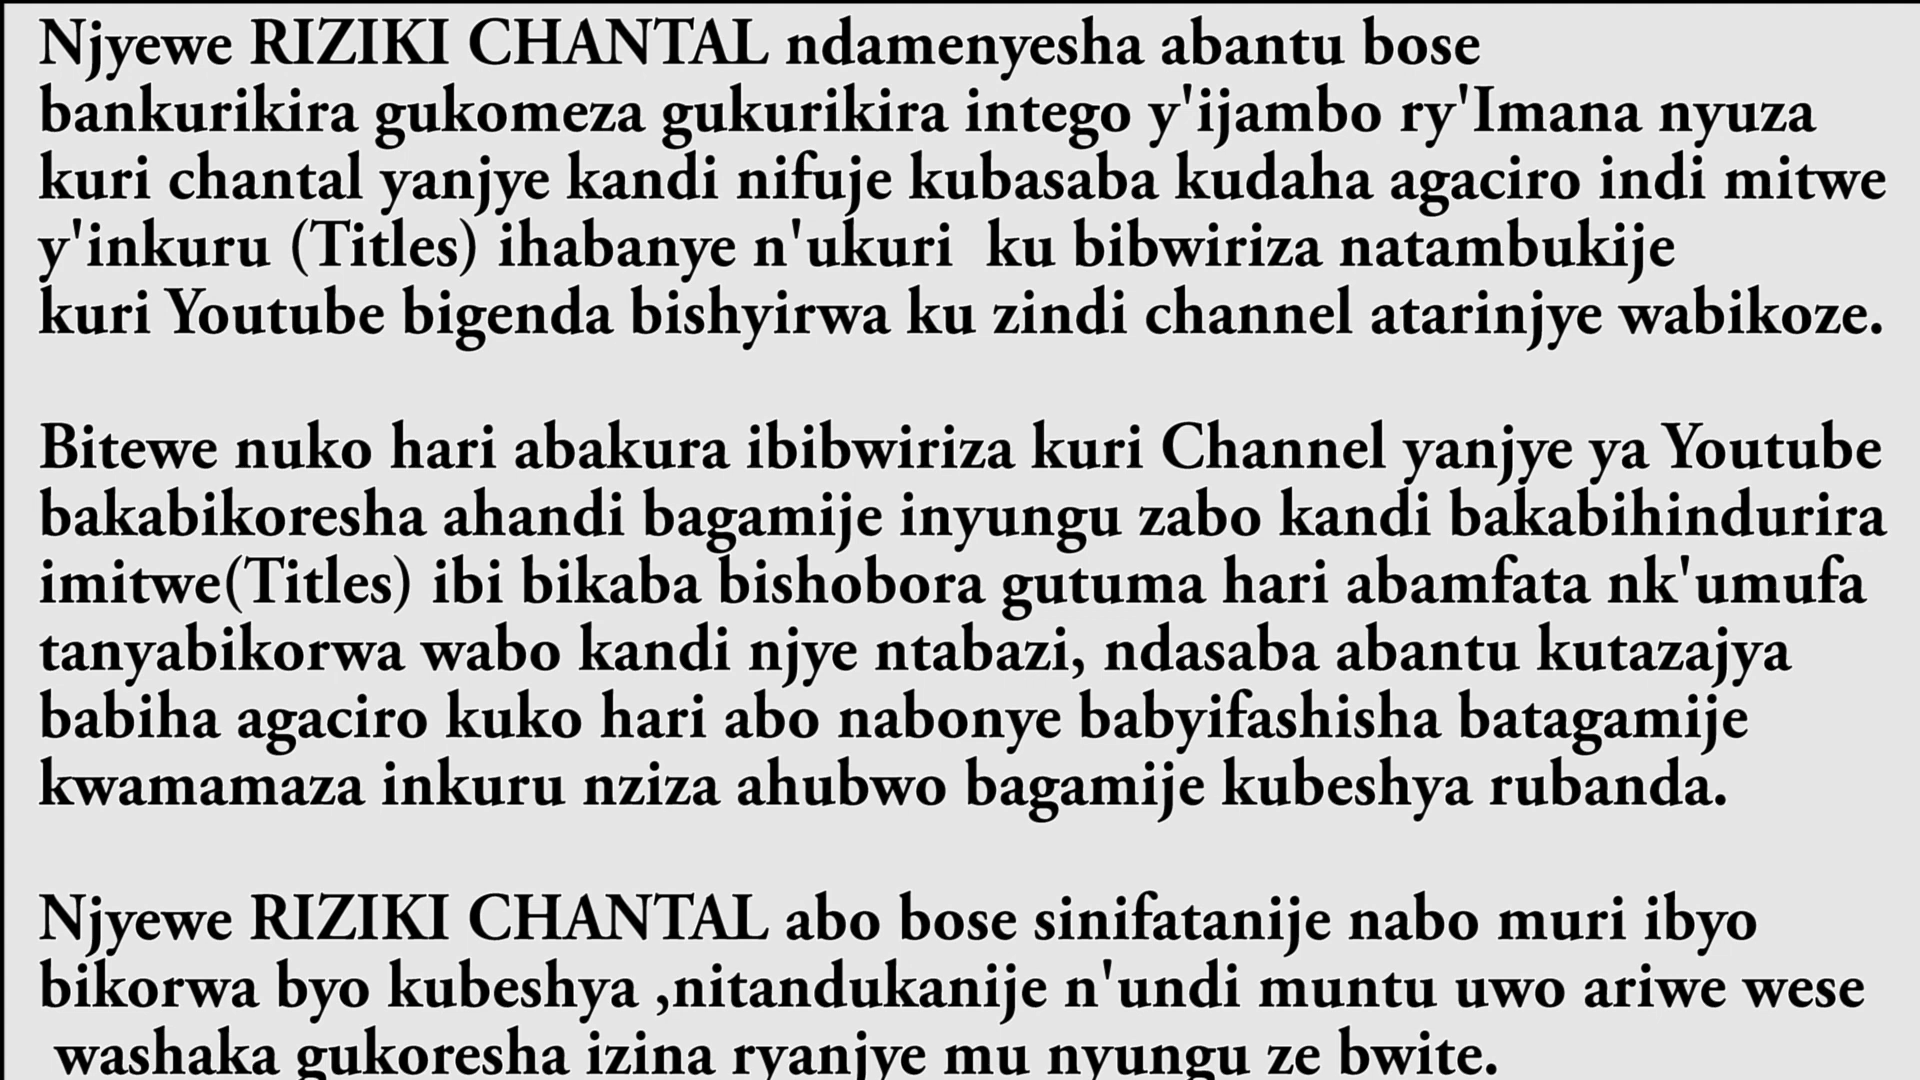 Njyewe RIZIKI CHANTAL ndamenyesha abantu bose
bankurikira gukomeza gukurikira intego y'ijambo ry'Imana nyuza
kuri chantal yanjye kandi nifuje kubasaba kudaha agaciro indi mitwe
y'inkuru (Titles) ihabanye n'ukuri  ku bibwiriza natambukije
kuri Youtube bigenda bishyirwa ku zindi channel atarinjye wabikoze.
Bitewe nuko hari abakura ibibwiriza kuri Channel yanjye ya Youtube
bakabikoresha ahandi bagamije inyungu zabo kandi bakabihindurira
imitwe(Titles) ibi bikaba bishobora gutuma hari abamfata nk'umufa
tanyabikorwa wabo kandi njye ntabazi, ndasaba abantu kutazajya
babiha agaciro kuko hari abo nabonye babyifashisha batagamije
kwamamaza inkuru nziza ahubwo bagamije kubeshya rubanda.
Njyewe RIZIKI CHANTAL abo bose sinifatanije nabo muri ibyo
bikorwa byo kubeshya ,nitandukanije n'undi muntu uwo ariwe wese
washaka gukoresha izina ryanjye mu nyungu ze bwite.